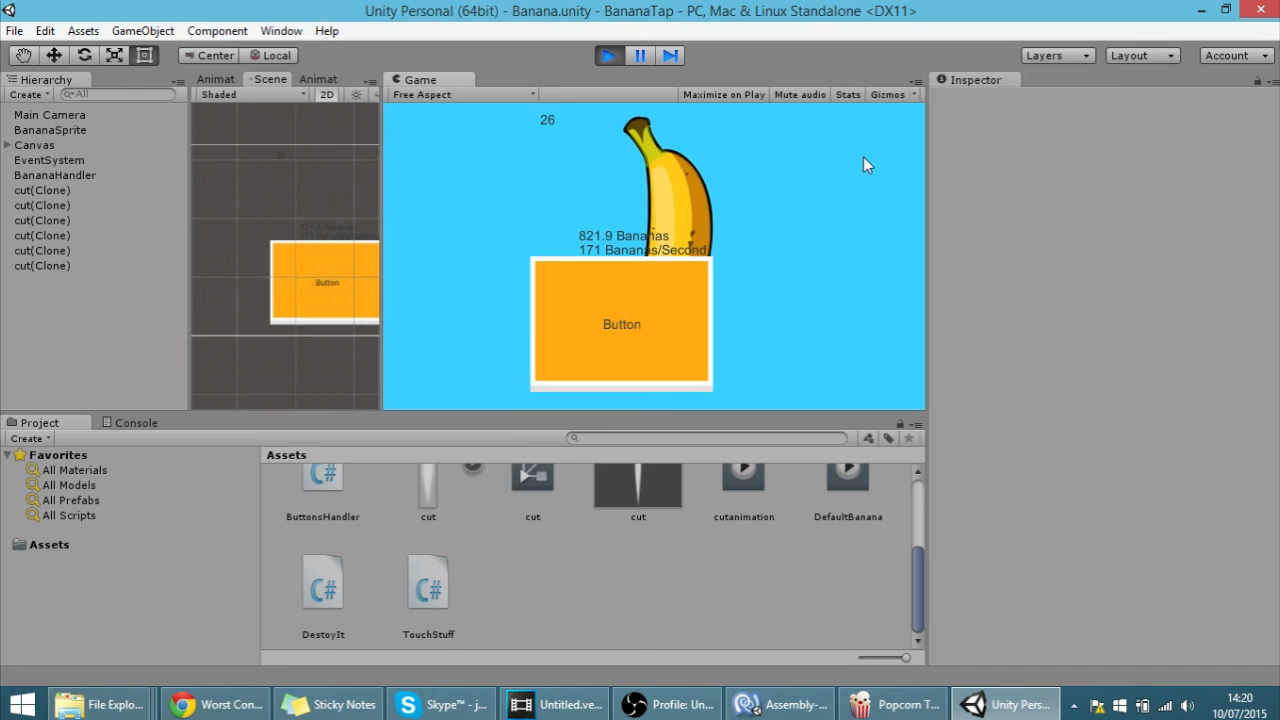 Unity Personal (64bit) - Banana.unity - BananaTap - PC, Mac & Linux Standalone <DX11>
File Edit Assets GameObject Component Window Help
Center Local Layers Layout Account
Hierarchy Animat Scene Animat Game Inspector
Create All Shaded 2D Free Aspect Maximize on Play Mute audio Stats Gizmos
Main Camera
BananaSprite
Canvas
EventSystem
BananaHandler
cut(Clone)
cut(Clone)
cut(Clone)
cut(Clone)
cut(Clone)
cut(Clone)
Button
26
821.9 Bananas
171 Bananas/Second
Button
Project Console
Create
Favorites
All Materials
All Models
All Prefabs
All Scripts
Assets
Assets
ButtonsHandler cut cut cut cutanimation DefaultBanana
C# C#
DestoyIt TouchStuff
File Explo... Worst Con... Sticky Notes Skype™ - j... Untitled.ve... Profile: Un... Assembly-... Popcorn T... Unity Pers...
14:20
10/07/2015